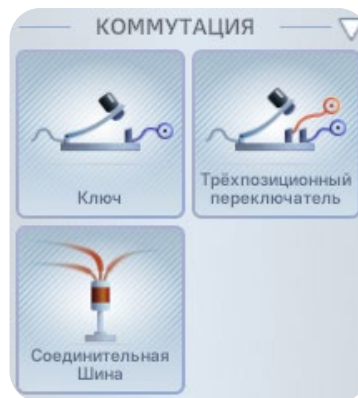 КОММУТАЦИЯ
Ключ
Трёхпозиционный
переключатель
Соединительная
Шина